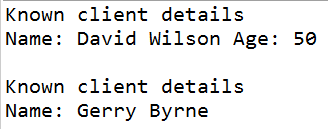 Known client details
Name: David Wilson Age: 50
Known client details
Name: Gerry Byrne